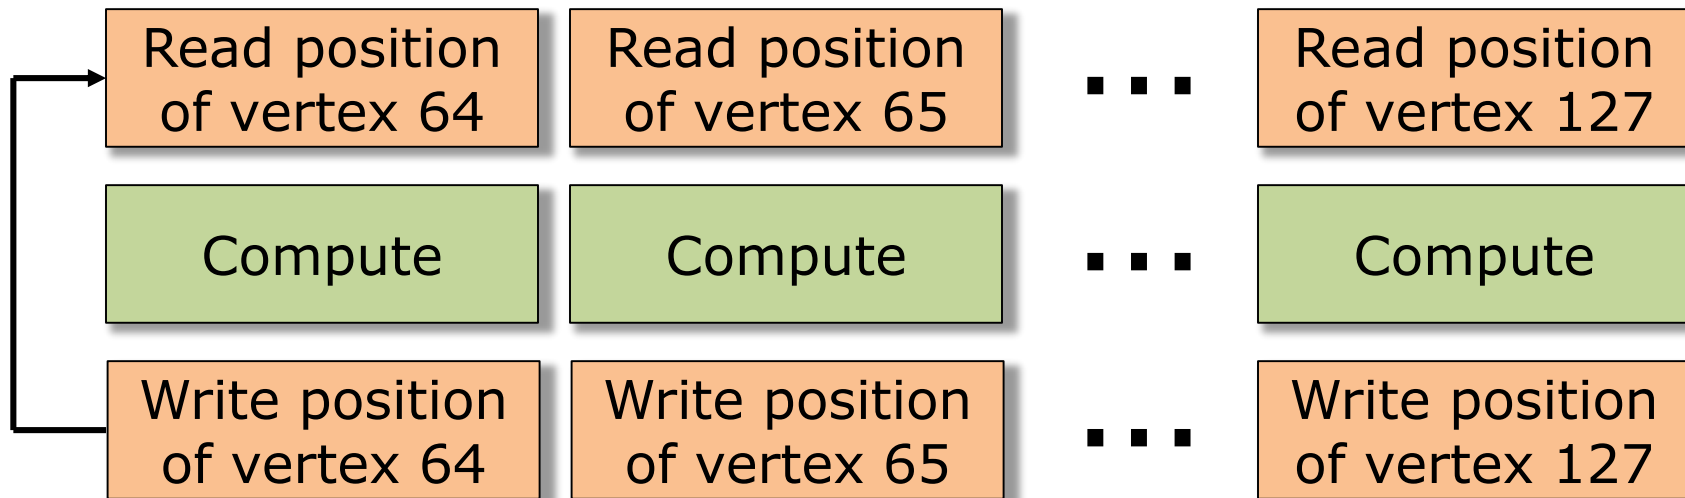 Read position
of vertex 64
Read position
of vertex 65
...
Read position
of vertex 127
Compute
Compute
...
Compute
Write position
of vertex 64
Write position
of vertex 65
...
Write position
of vertex 127